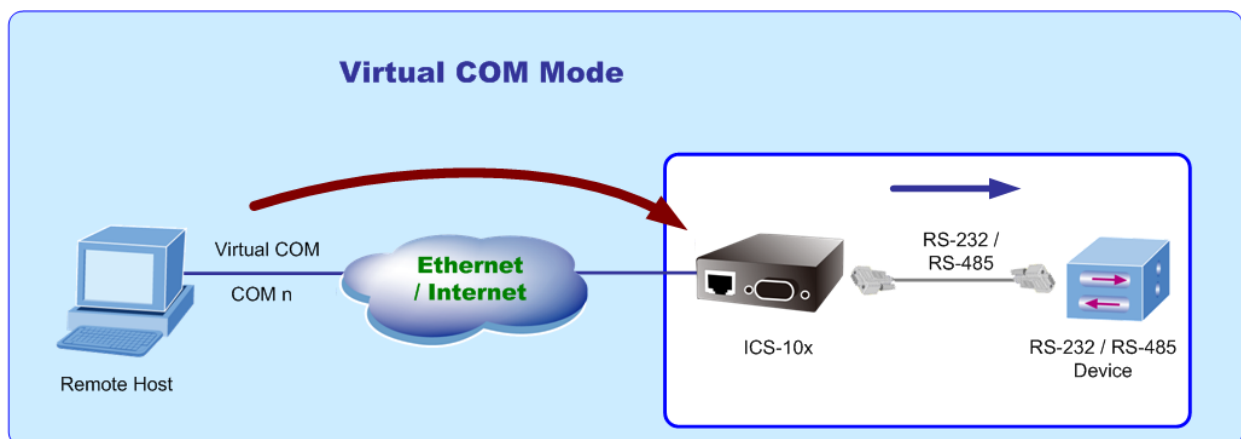 Virtual COM Mode
Virtual COM
COM n
Ethernet
/ Internet
RS-232 /
RS-485
Remote Host
ICS-10x
RS-232 / RS-485
Device